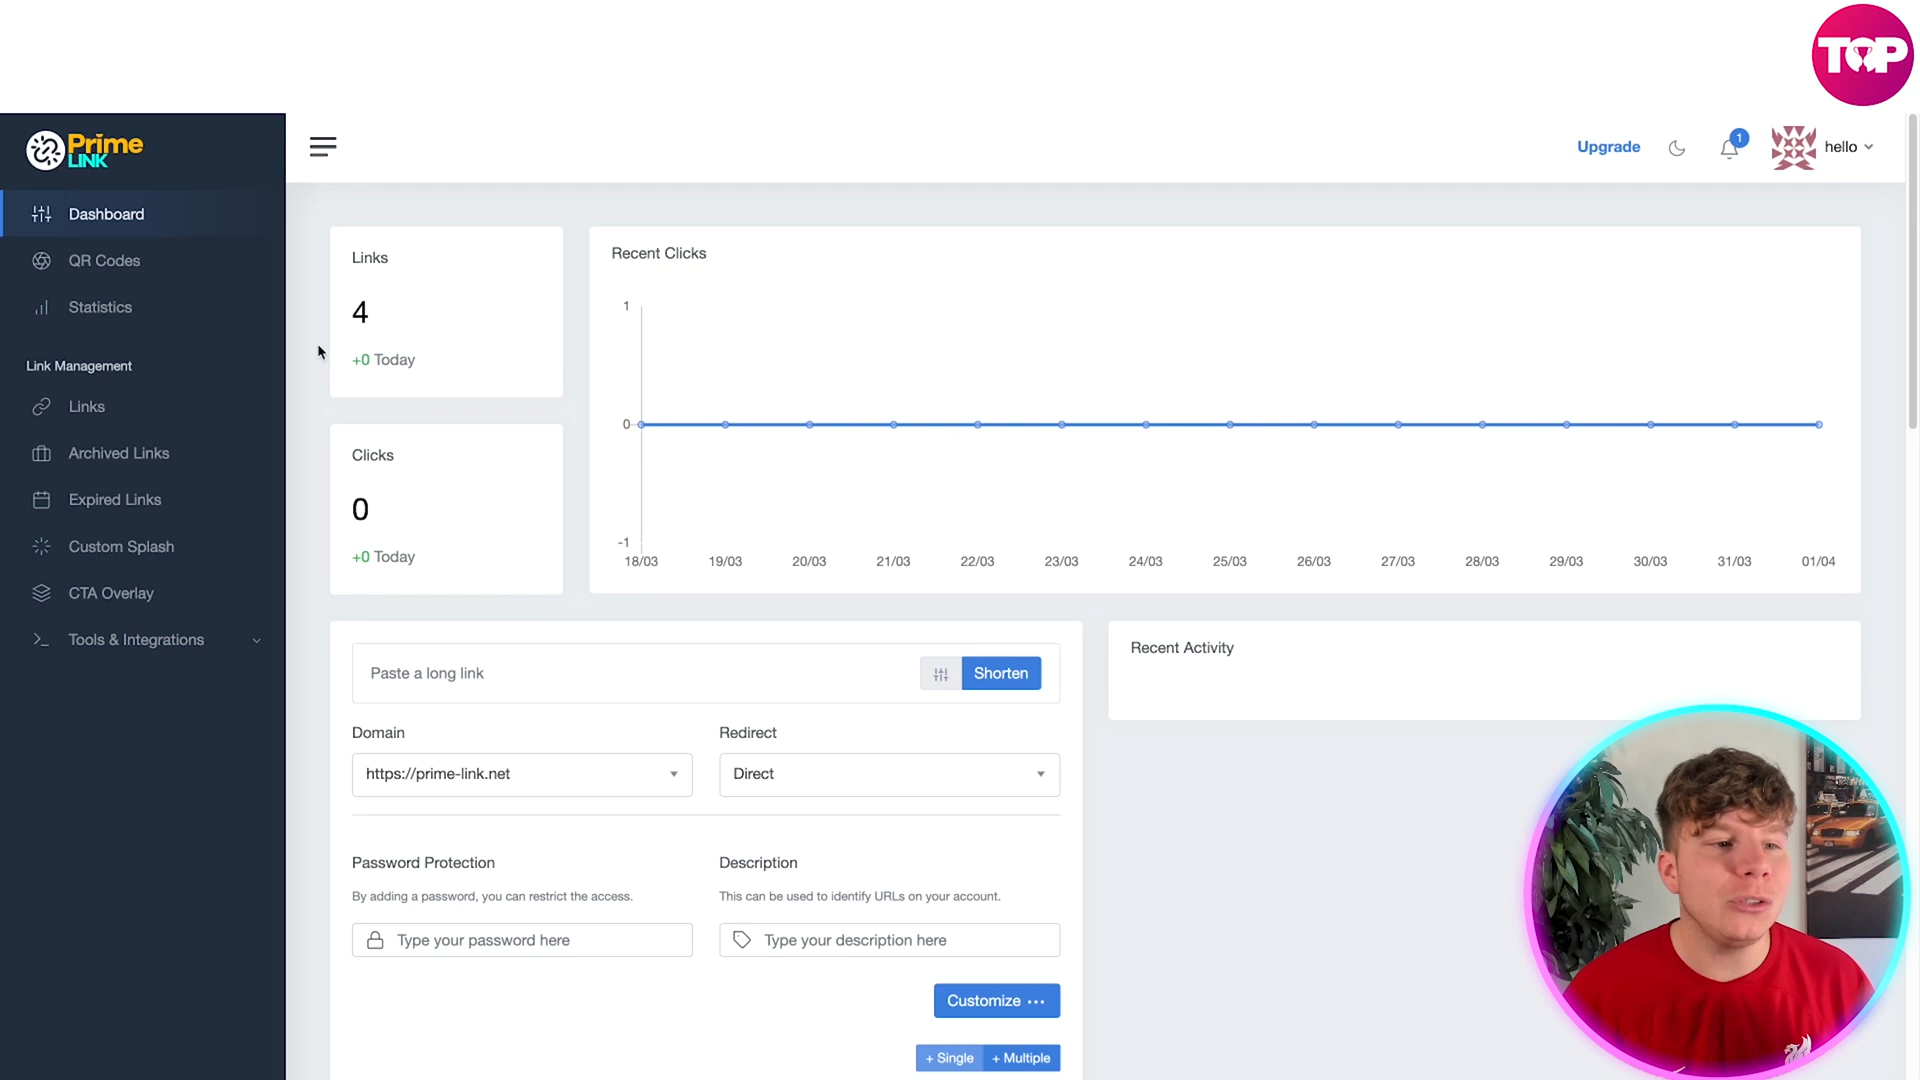 TOP
Prime
LINK
Upgrade
1
hello
Dashboard
QR Codes
Statistics
Link Management
Links
Archived Links
Expired Links
Custom Splash
CTA Overlay
Tools & Integrations
Links
4
+0 Today
Clicks
0
+0 Today
Recent Clicks
1
0
-1
18/03 19/03 20/03 21/03 22/03 23/03 24/03 25/03 26/03 27/03 28/03 29/03 30/03 31/03 01/04
Paste a long link
Shorten
Domain
https://prime-link.net
Redirect
Direct
Password Protection
By adding a password, you can restrict the access.
Type your password here
Description
This can be used to identify URLs on your account.
Type your description here
Customize ...
+ Single + Multiple
Recent Activity